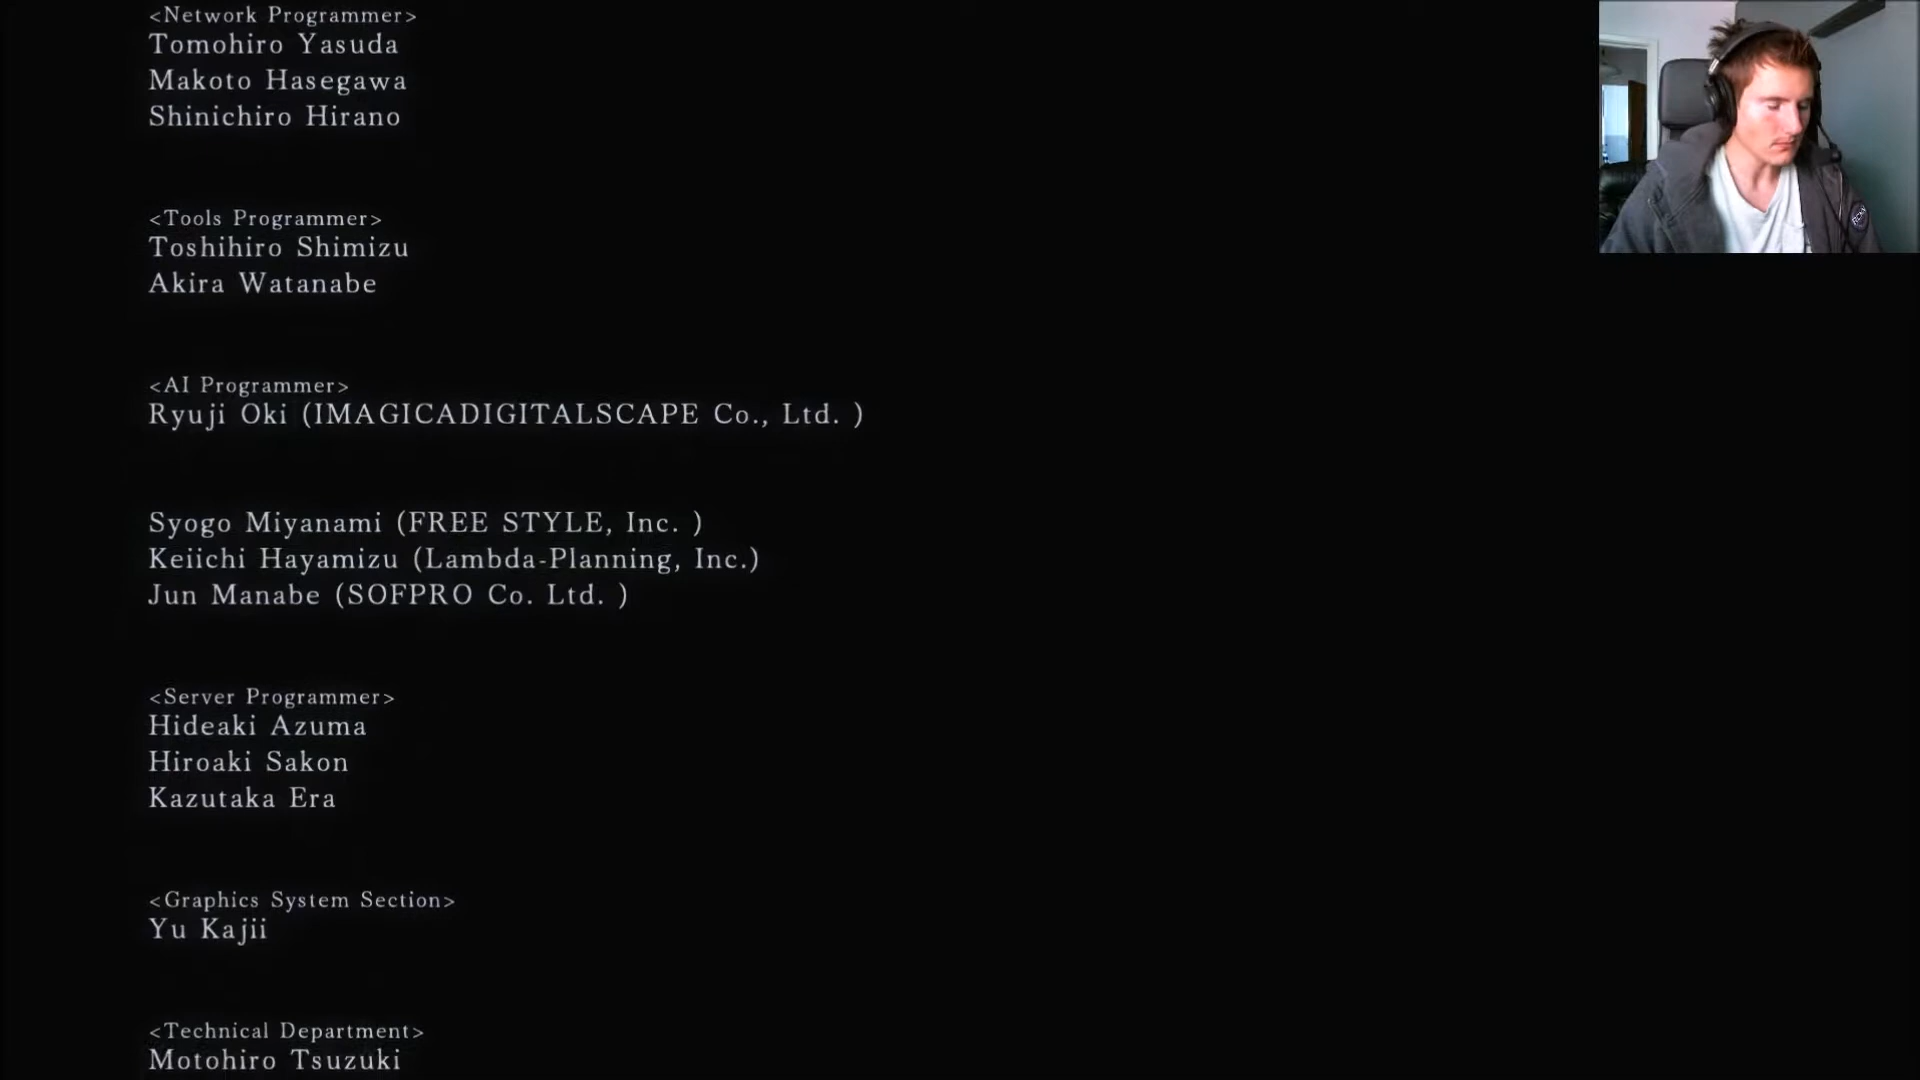 <Network Programmer>
Tomohiro Yasuda
Makoto Hasegawa
Shinichiro Hirano
<Tools Programmer>
Toshihiro Shimizu
Akira Watanabe
<AI Programmer>
Ryuji Oki (IMAGICADIGITALSCAPE Co., Ltd. )
Syogo Miyanami (FREE STYLE, Inc. )
Keiichi Hayamizu (Lambda-Planning, Inc.)
Jun Manabe (SOFPRO Co. Ltd. )
<Server Programmer>
Hideaki Azuma
Hiroaki Sakon
Kazutaka Era
<Graphics System Section>
Yu Kajii
<Technical Department>
Motohiro Tsuzuki